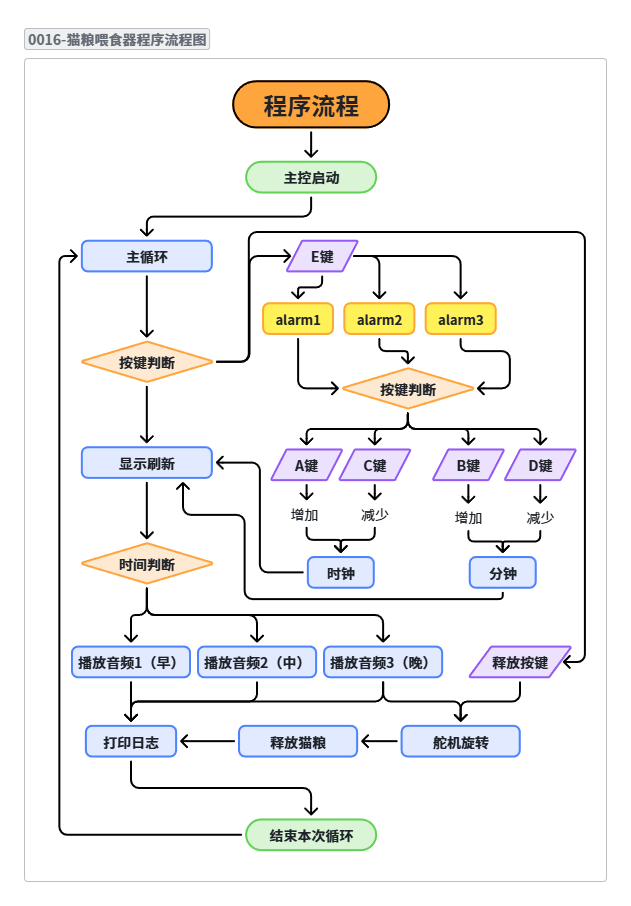 0016-猫粮喂食器程序流程图
程序流程
主控启动
主循环
E键
alarm1
alarm2
alarm3
按键判断
按键判断
显示刷新
A键
C键
B键
D键
增加
减少
增加
减少
时间判断
时钟
分钟
播放音频1（早）
播放音频2（中）
播放音频3（晚）
释放按键
打印日志
释放猫粮
舵机旋转
结束本次循环